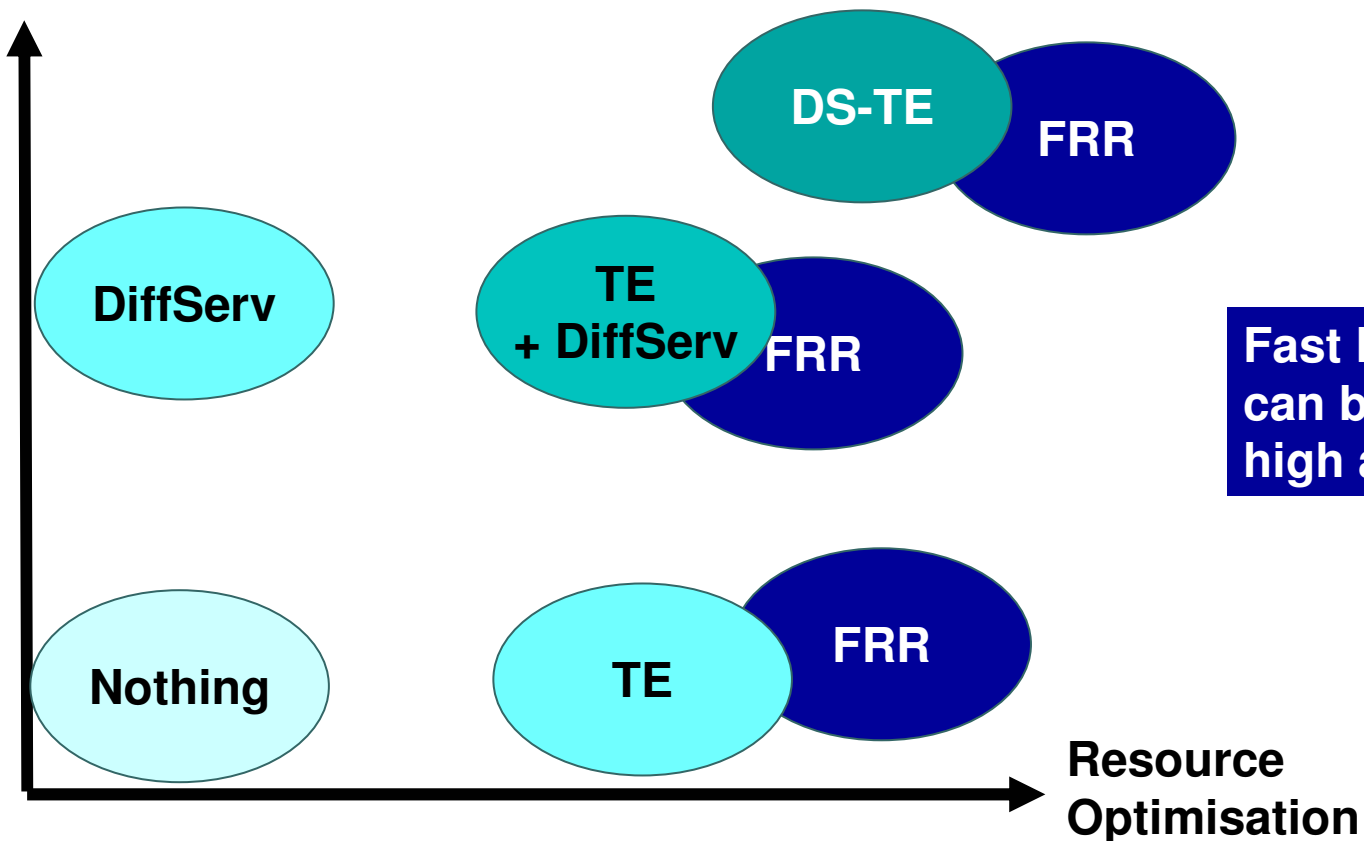 DS-TE
FRR
DiffServ
TE
+ DiffServ
FRR
Fast
can
high
Nothing
TE
FRR
Resource
Optimisation